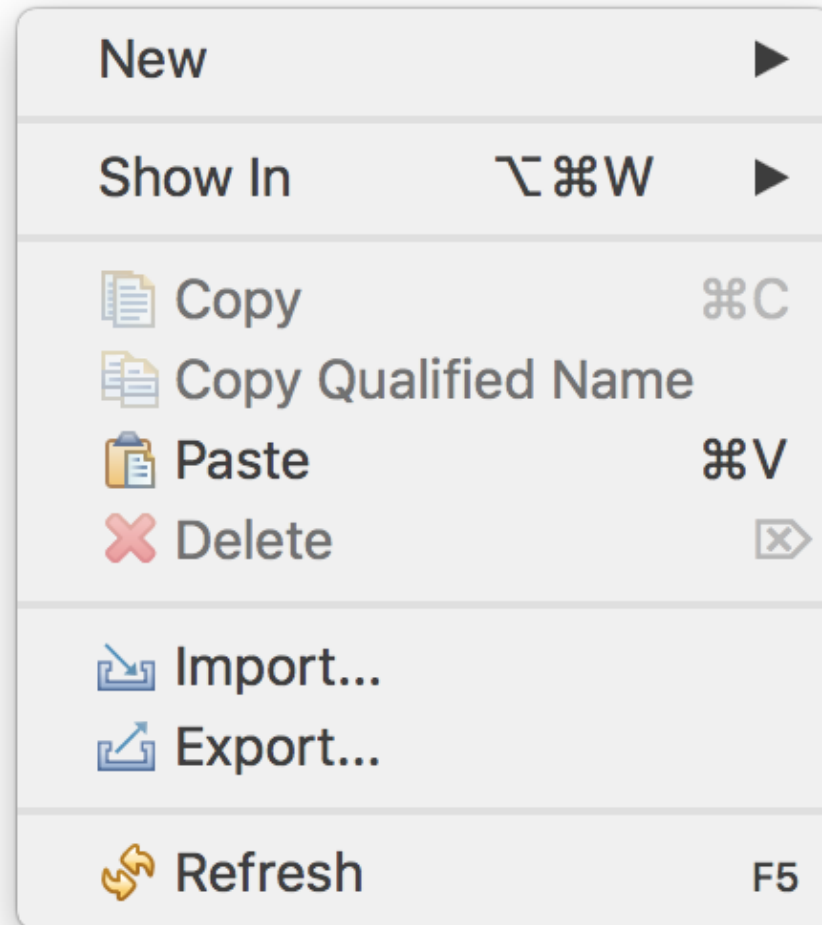 New ▶
Show In ⌥⌘W ▶
Copy ⌘C
Copy Qualified Name
Paste ⌘V
Delete ⌦
Import...
Export...
Refresh F5